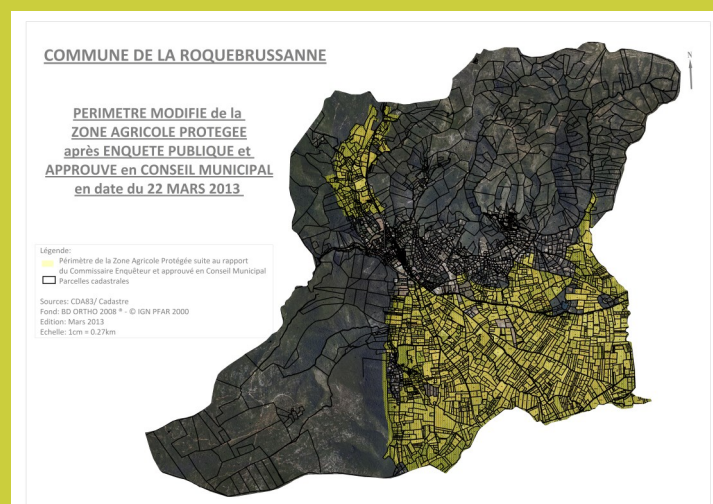 COMMUNE DE LA ROQUEBRUSSANNE
N
PERIMETRE MODIFIE de la
ZONE AGRICOLE PROTEGEE
après ENQUETE PUBLIQUE et
APPROUVE en CONSEIL MUNICIPAL
en date du 22 MARS 2013
Légende:
Périmètre de la Zone Agricole Protégée suite au rapport
du Commissaire Enquêteur et approuvé en Conseil Municipal
Parcelles cadastrales
Sources: CDA83/ Cadastre
Fond: BD ORTHO 2008 ® - © IGN PFAR 2000
Edition: Mars 2013
Echelle: 1cm = 0.27km